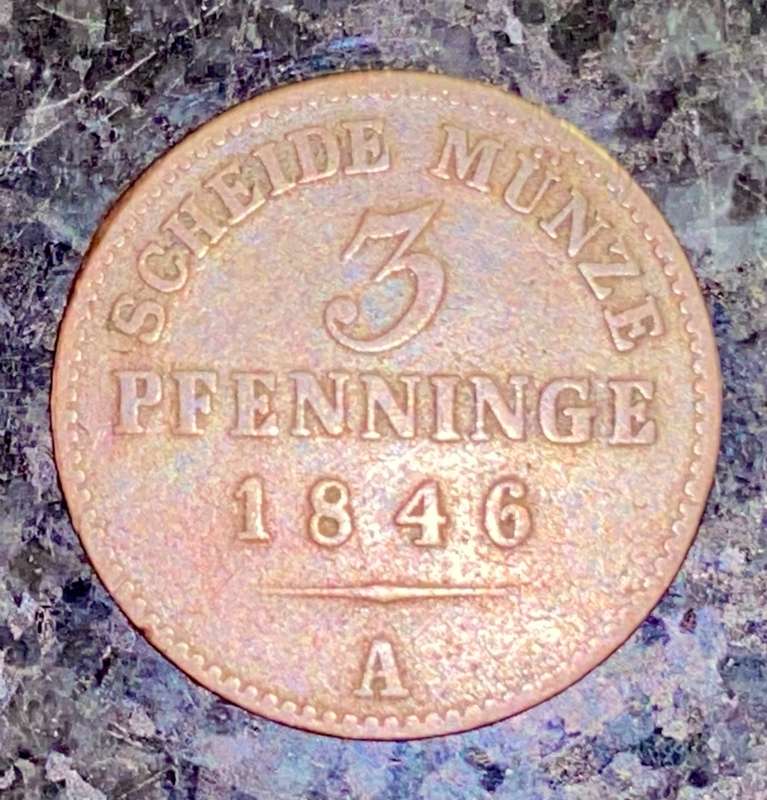 SCHEIDE MÜNZE
3
PFENNINGE
1846
A